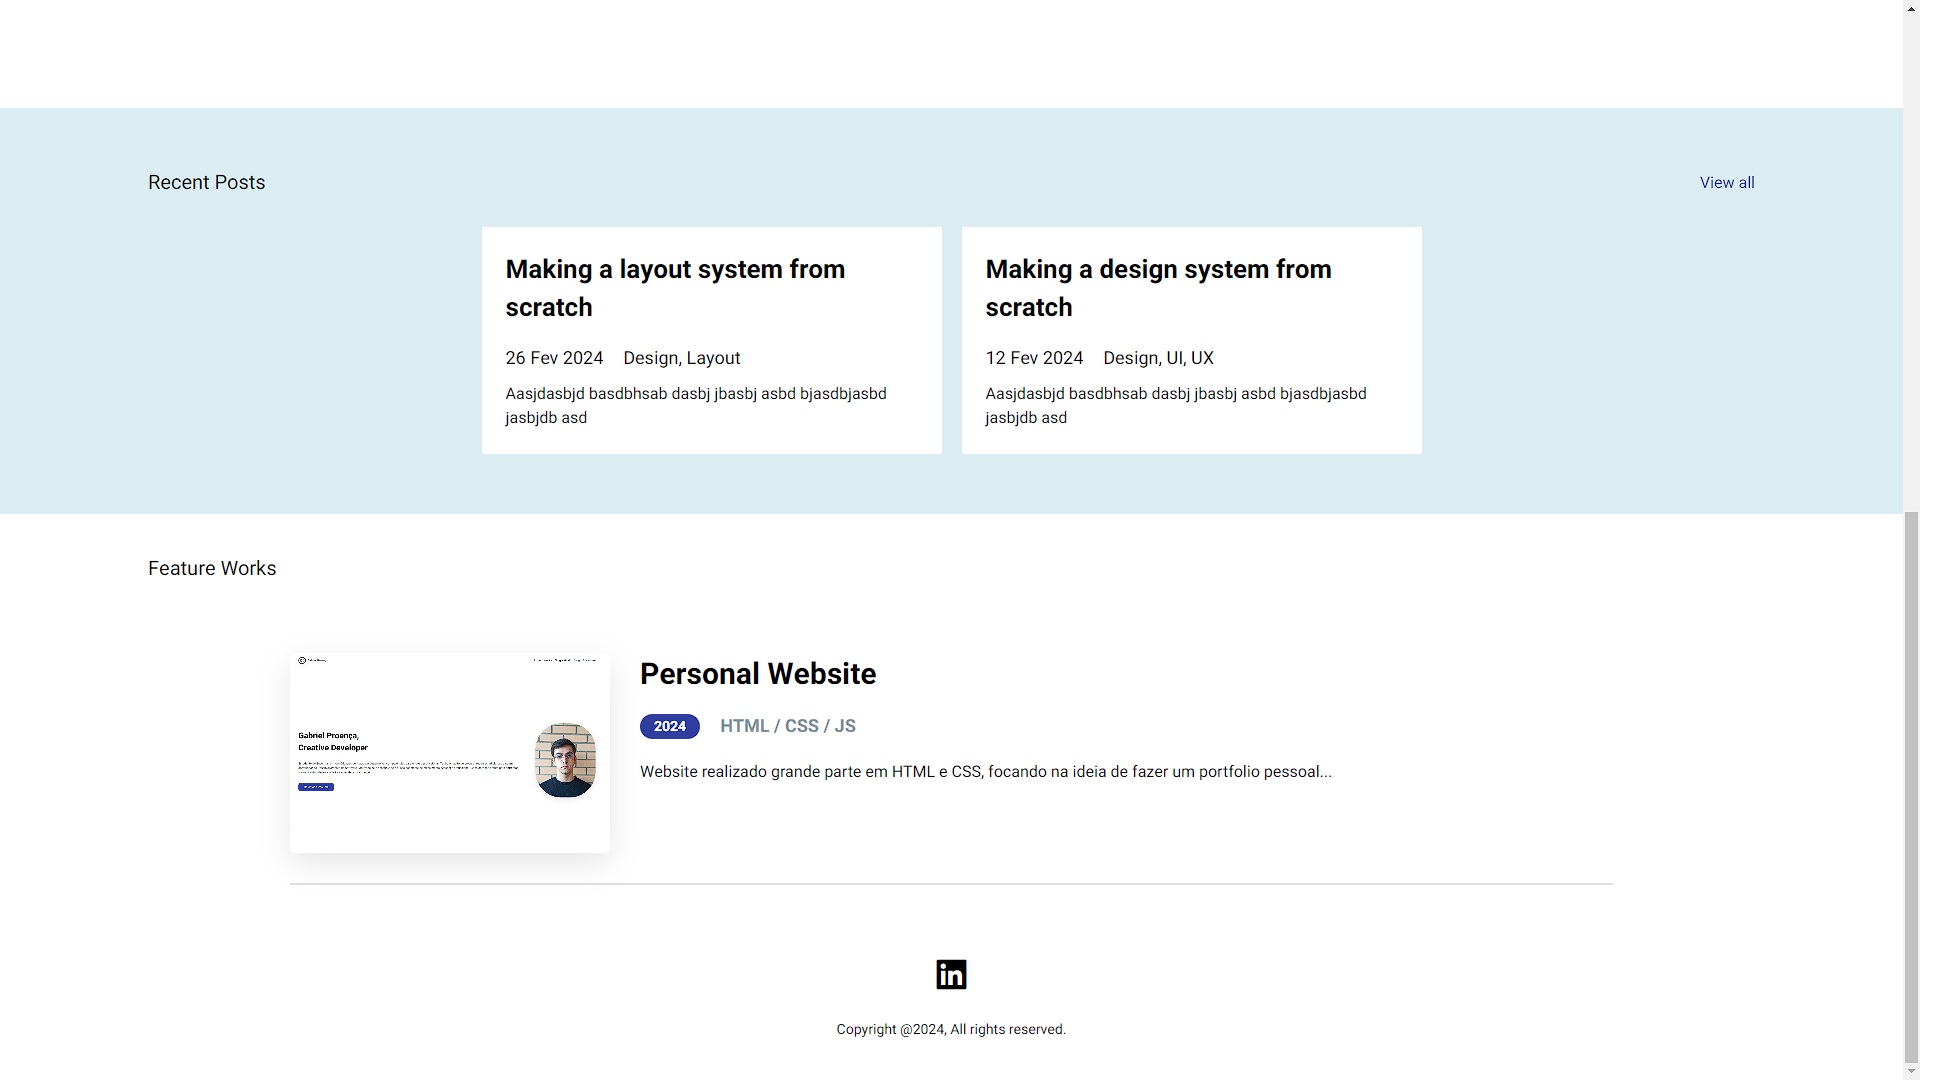 Recent Posts
View all
Making a layout system from
scratch
26 Fev 2024 Design, Layout
Aasjdasbjd basdbhsab dasbj jbasbj asbd bjasdbjasbd
jasbjdb asd
Making a design system from
scratch
12 Fev 2024 Design, UI, UX
Aasjdasbjd basdbhsab dasbj jbasbj asbd bjasdbjasbd
jasbjdb asd
Feature Works
Gabriel Proença,
Creative Developer
Personal Website
2024 HTML / CSS / JS
Website realizado grande parte em HTML e CSS, focando na ideia de fazer um portfolio pessoal...
in
Copyright @2024, All rights reserved.